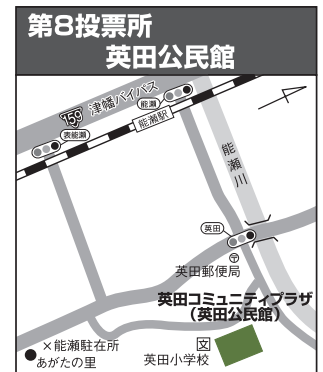 第8投票所
英田公民館
159
津幡バイパス
能瀬
表能瀬
能瀬駅
能瀬川
英田
〒
英田郵便局
英田コミュニティプラザ
(英田公民館)
×能瀬駐在所
あがたの里
文
英田小学校